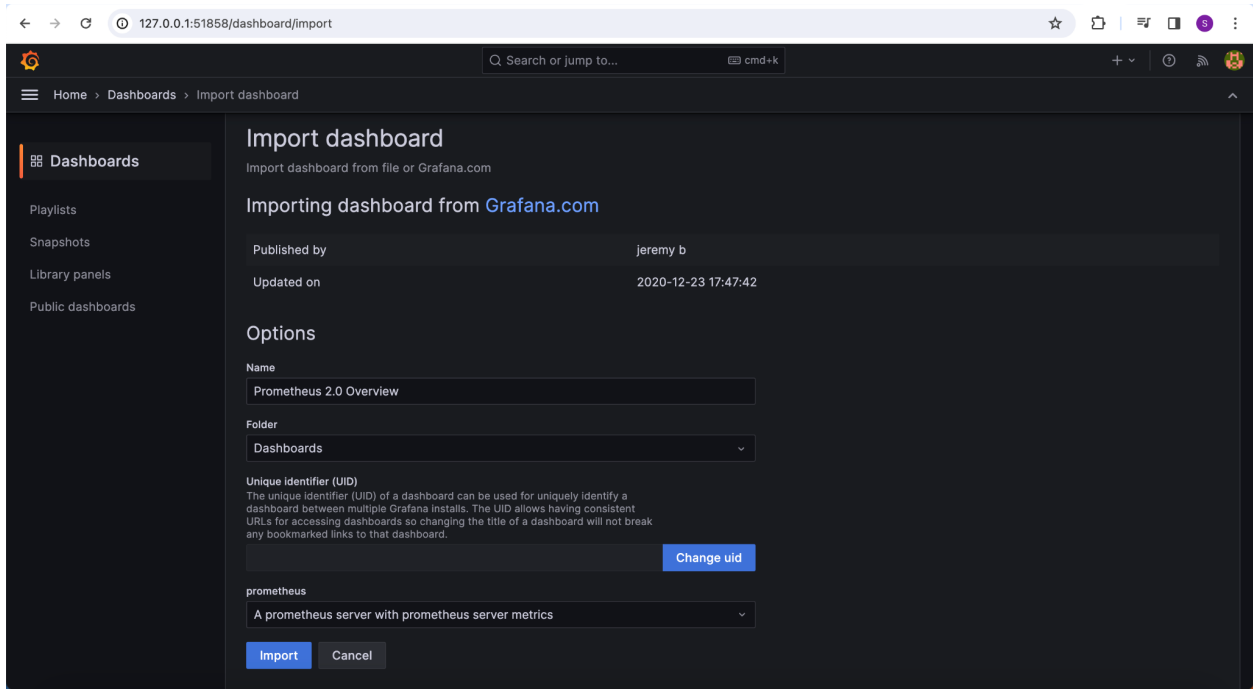 127.0.0.1:51858/dashboard/import
S
Search or jump to... cmd+k
Home › Dashboards › Import dashboard
Dashboards
Playlists
Snapshots
Library panels
Public dashboards
Import dashboard
Import dashboard from file or Grafana.com
Importing dashboard from Grafana.com
Published by jeremy b
Updated on 2020-12-23 17:47:42
Options
Name
Prometheus 2.0 Overview
Folder
Dashboards
Unique identifier (UID)
The unique identifier (UID) of a dashboard can be used for uniquely identify a
dashboard between multiple Grafana installs. The UID allows having consistent
URLs for accessing dashboards so changing the title of a dashboard will not break
any bookmarked links to that dashboard.
Change uid
prometheus
A prometheus server with prometheus server metrics
Import Cancel